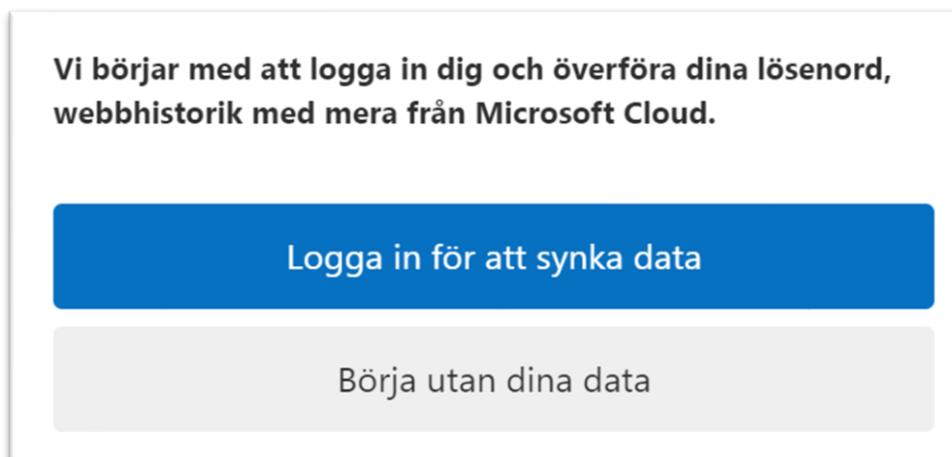 Vi börjar med att logga in dig och överföra dina lösenord,
webbhistorik med mera från Microsoft Cloud.
Logga in för att synka data
Börja utan dina data